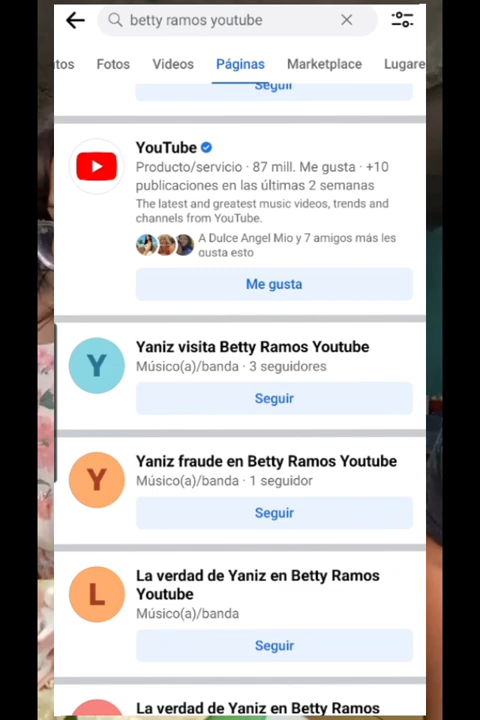 betty ramos youtube
tos Fotos Videos Páginas Marketplace Lugare
Seguir
YouTube
Producto/servicio · 87 mill. Me gusta · +10
publicaciones en las últimas 2 semanas
The latest and greatest music videos, trends and
channels from YouTube.
A Dulce Angel Mio y 7 amigos más les
gusta esto
Me gusta
Y
Yaniz visita Betty Ramos Youtube
Músico(a)/banda · 3 seguidores
Seguir
Y
Yaniz fraude en Betty Ramos Youtube
Músico(a)/banda · 1 seguidor
Seguir
L
La verdad de Yaniz en Betty Ramos
Youtube
Músico(a)/banda
Seguir
La verdad de Yaniz en Betty Ramos